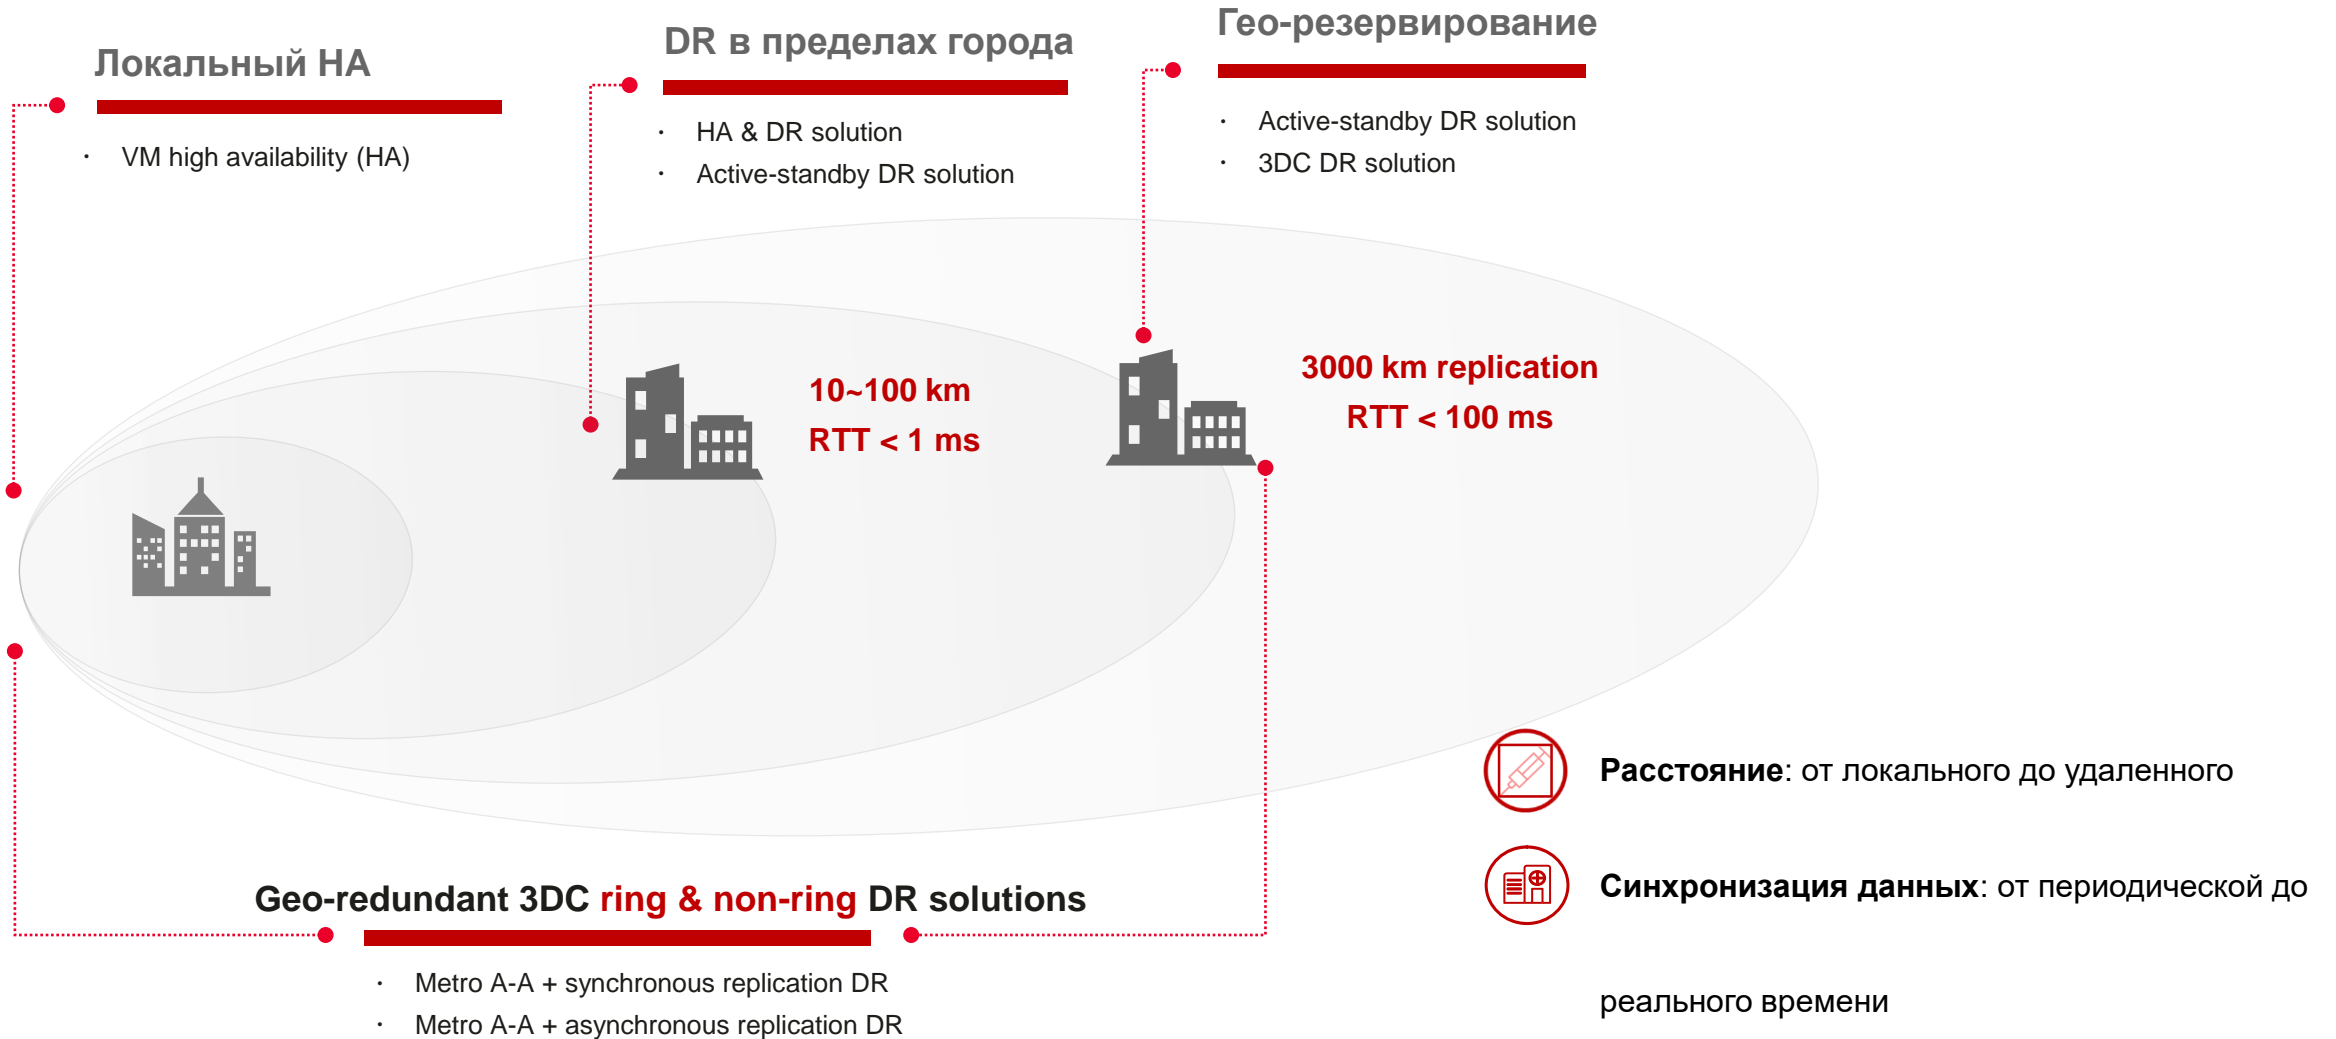 Локальный HA
· VM high availability (HA)
DR в пределах города
· HA & DR solution
· Active-standby DR solution
Гео-резервирование
· Active-standby DR solution
· 3DC DR solution
10~100 km
RTT < 1 ms
3000 km replication
RTT < 100 ms
Geo-redundant 3DC ring & non-ring DR solutions
· Metro A-A + synchronous replication DR
· Metro A-A + asynchronous replication DR
Расстояние: от локального до удаленного
Синхронизация данных: от периодической до
реального времени